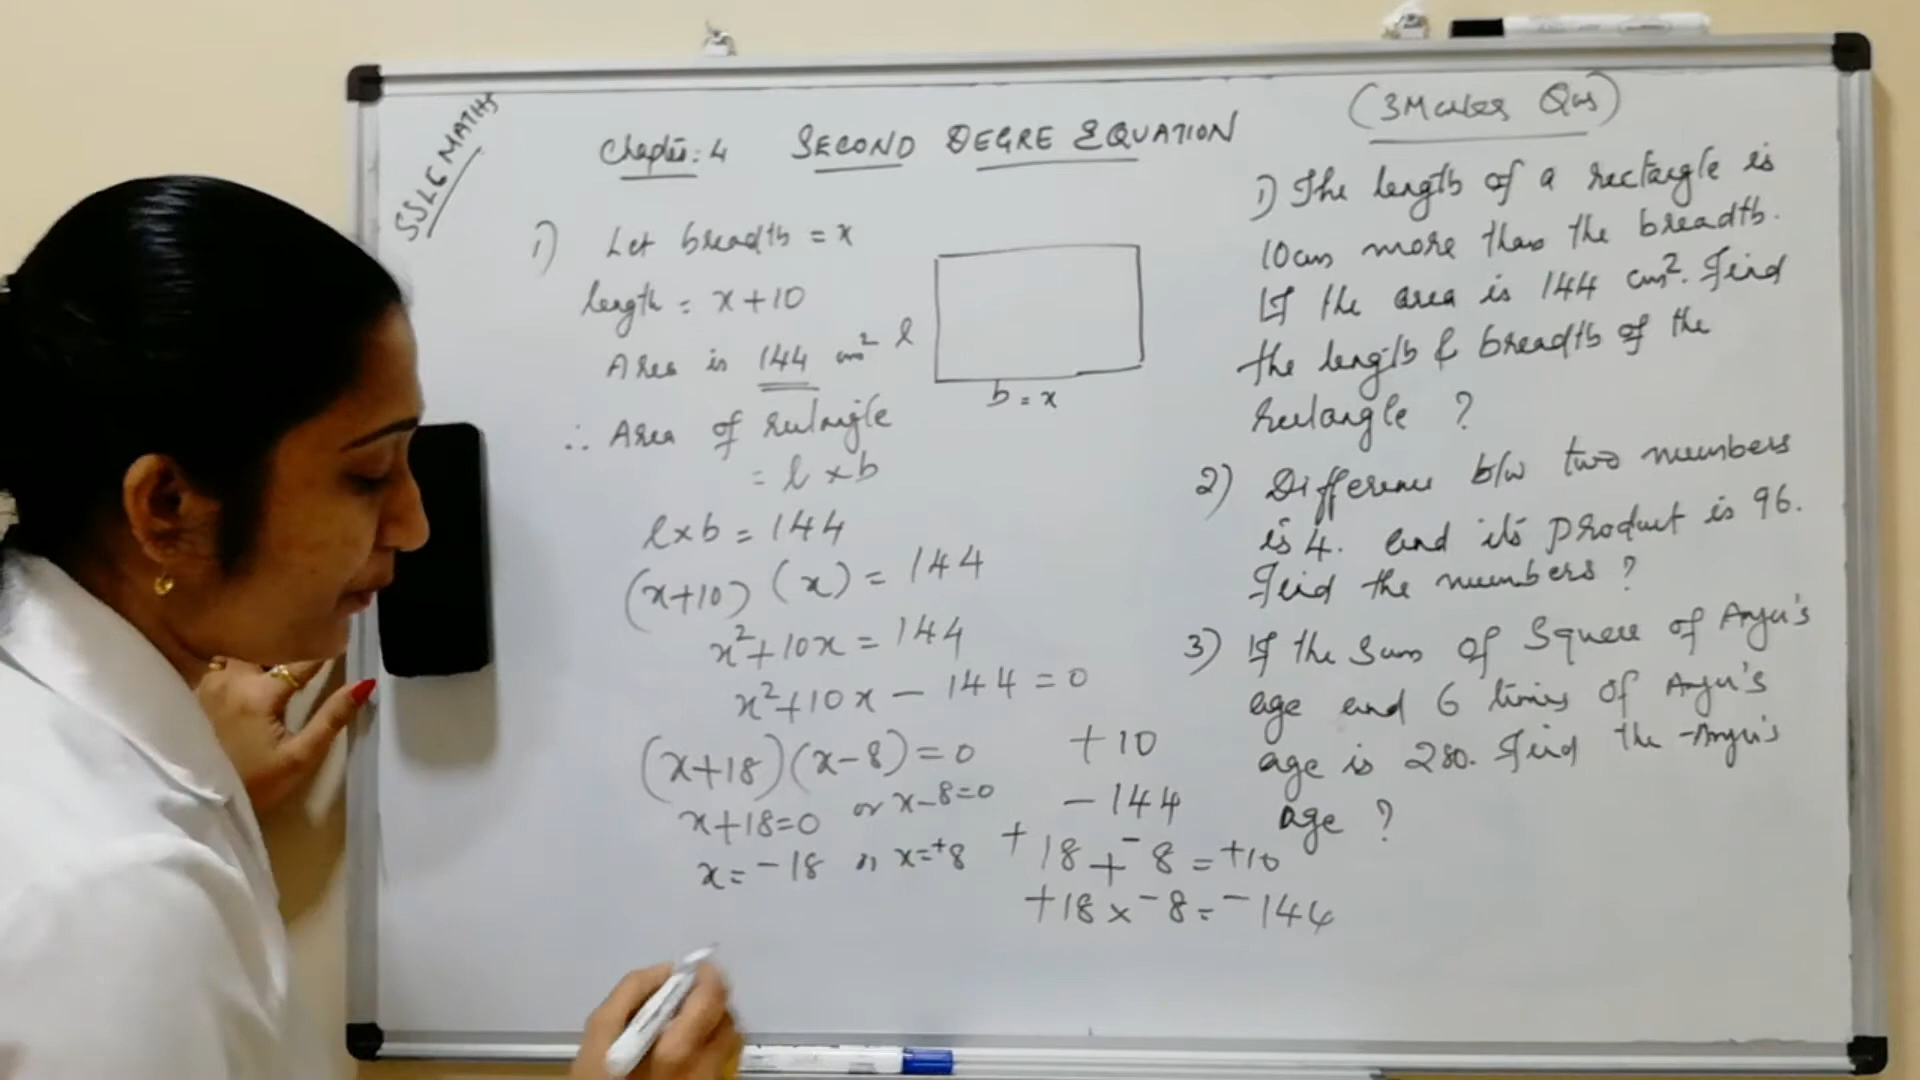 SSLC MATHS
Chapter: 4 SECOND DEGRE EQUATION
(3Marks Qns)
1) Let breadth = x
length = x+10
Area is 144 cm²
∴ Area of rectangle
= l x b
l x b = 144
(x+10) (x) = 144
x²+10x = 144
x²+10x - 144 = 0
(x+18)(x-8) = 0
x+18=0 or x-8=0
x = -18 or x=+8
l
b = x
+10
-144
+18 + -8 = +10
+18 x -8 = -144
1) The length of a rectangle is
10cm more than the breadth.
If the area is 144 cm². Find
the length & breadth of the
rectangle ?
2) Difference b/w two numbers
is 4. and its product is 96.
Find the numbers ?
3) If the Sum of Square of Anju's
age and 6 times of Anju's
age is 280. Find the Anju's
age ?